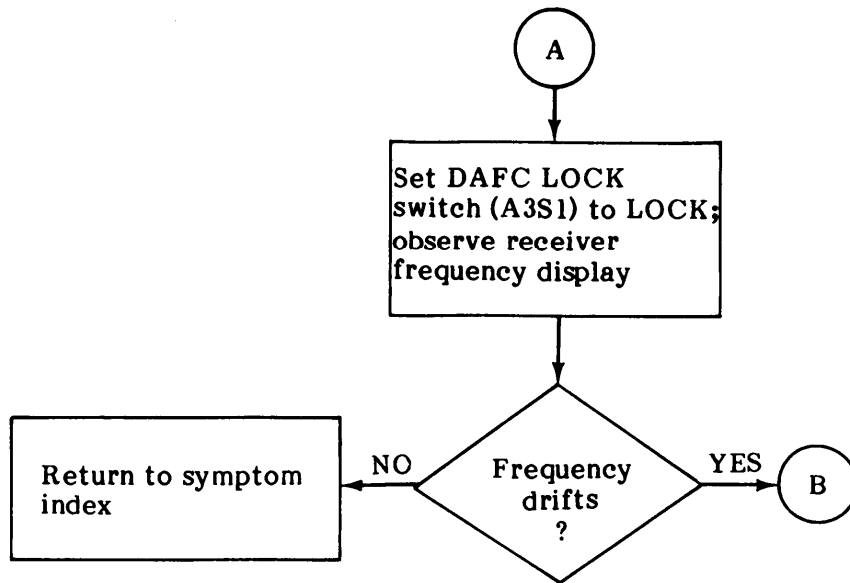 A
Set DAFC LOCK
switch (A3S1) to LOCK;
observe receiver
frequency display
NO
Frequency
drifts
?
YES
B
Return to symptom
index